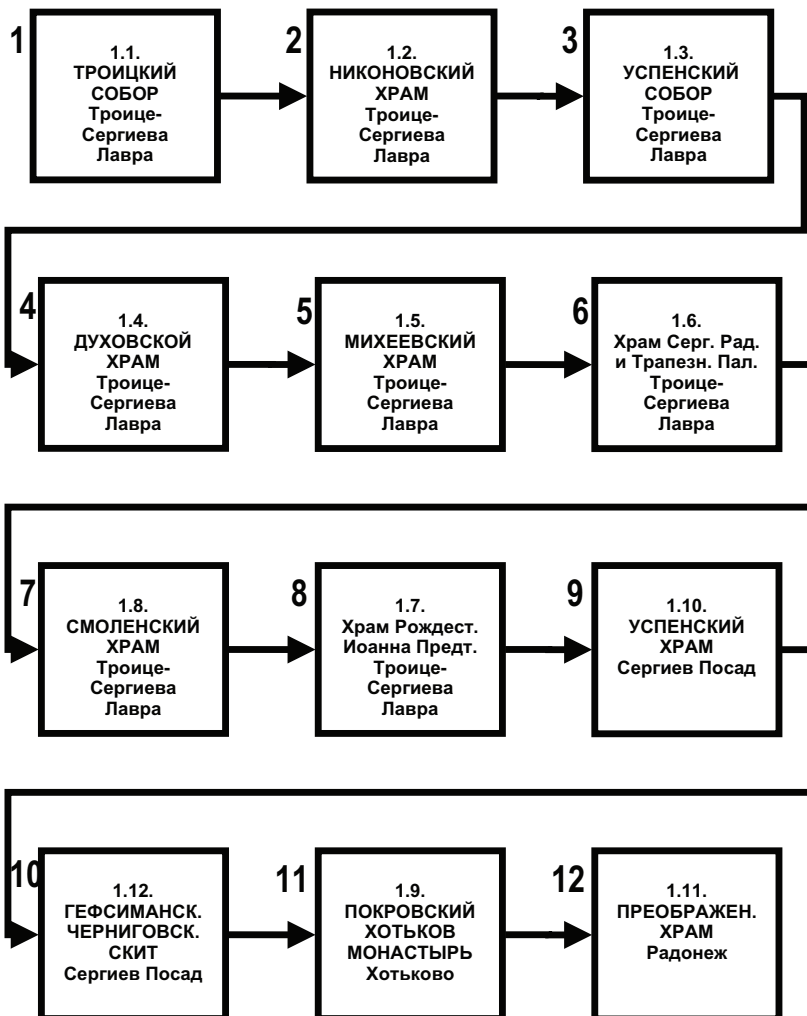 1
1.1.
ТРОИЦКИЙ
СОБОР
Троице-
Сергиева
Лавра
2
1.2.
НИКОНОВСКИЙ
ХРАМ
Троице-
Сергиева
Лавра
3
1.3.
УСПЕНСКИЙ
СОБОР
Троице-
Сергиева
Лавра
4
1.4.
ДУХОВСКОЙ
ХРАМ
Троице-
Сергиева
Лавра
5
1.5.
МИХЕЕВСКИЙ
ХРАМ
Троице-
Сергиева
Лавра
6
1.6.
Храм Серг. Рад.
и Трапезн. Пал.
Троице-
Сергиева
Лавра
7
1.8.
СМОЛЕНСКИЙ
ХРАМ
Троице-
Сергиева
Лавра
8
1.7.
Храм Рождест.
Иоанна Предт.
Троице-
Сергиева
Лавра
9
1.10.
УСПЕНСКИЙ
ХРАМ
Сергиев Посад
10
1.12.
ГЕФСИМАНСК.
ЧЕРНИГОВСК.
СКИТ
Сергиев Посад
11
1.9.
ПОКРОВСКИЙ
ХОТЬКОВ
МОНАСТЫРЬ
Хотьково
12
1.11.
ПРЕОБРАЖЕН.
ХРАМ
Радонеж